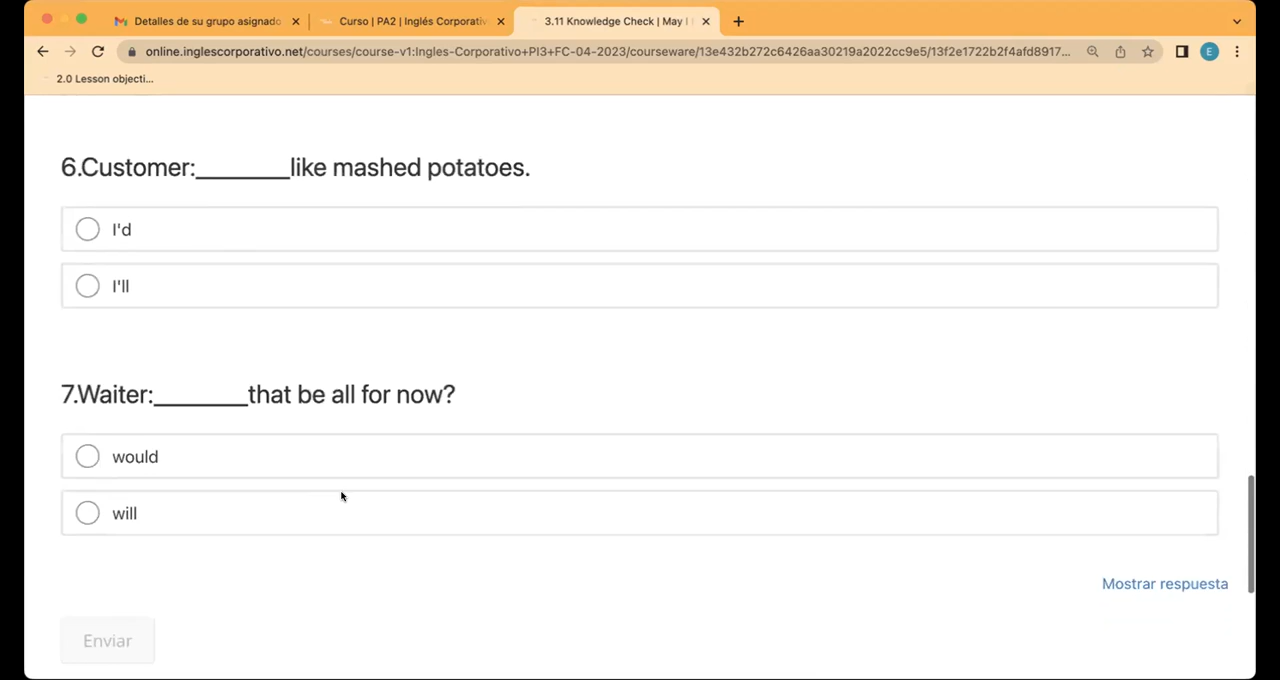 Detalles de su grupo asignado
Curso | PA2 | Inglés Corporativ
3.11 Knowledge Check | May I
online.inglescorporativo.net/courses/course-v1:Ingles-Corporativo+PI3+FC-04-2023/courseware/13e432b272c6426aa30219a2022cc9e5/13f2e1722b2f4afd8917...
E
2.0 Lesson objecti...
6.Customer:________like mashed potatoes.
I'd
I'll
7.Waiter:________that be all for now?
would
will
Mostrar respuesta
Enviar